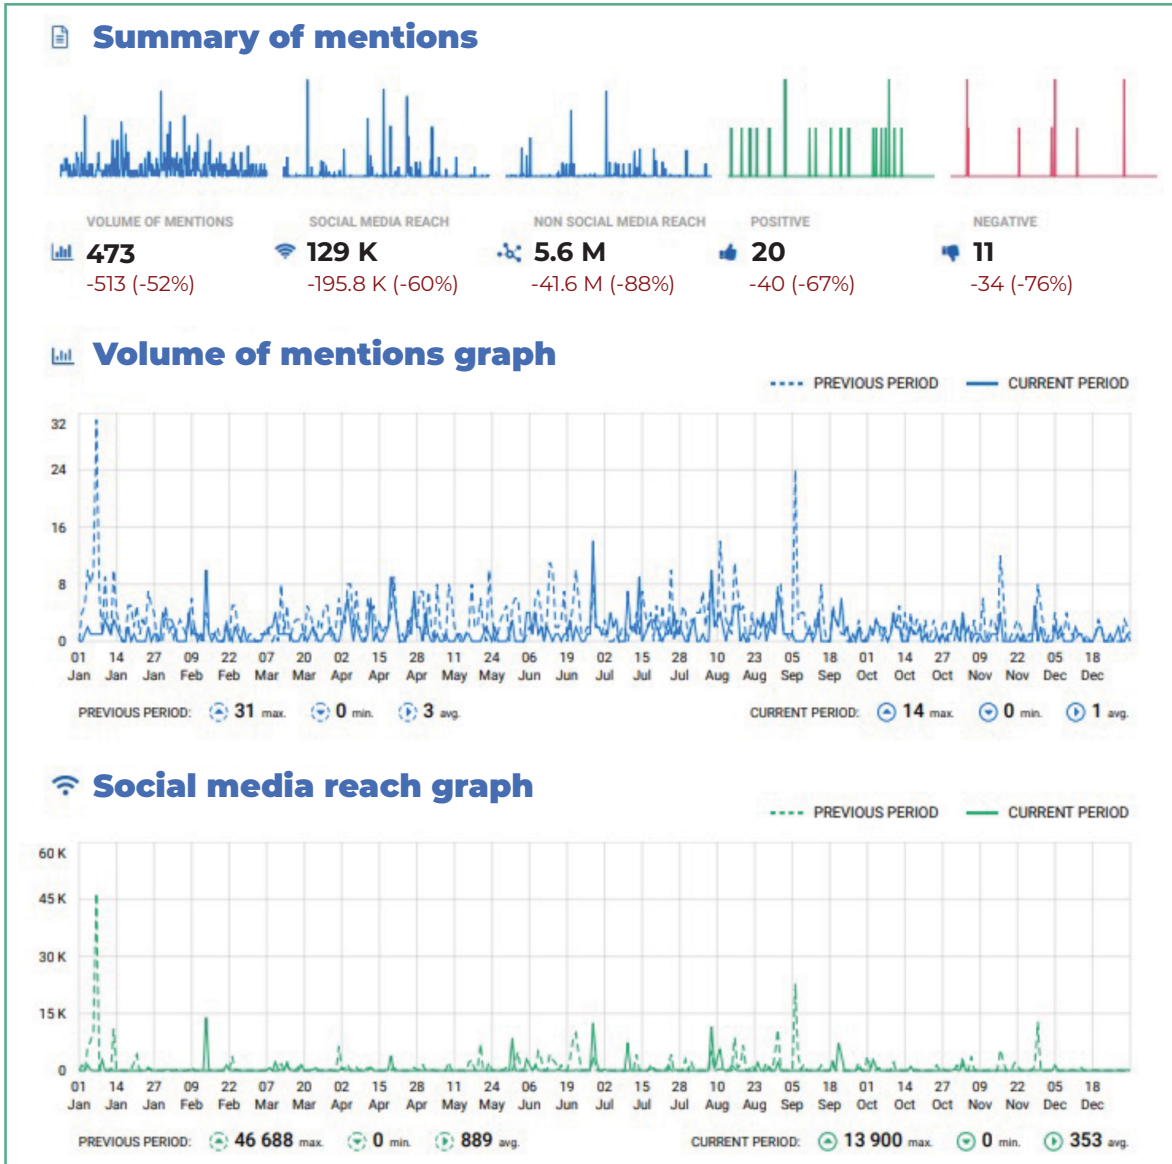 Summary of mentions
VOLUME OF MENTIONS
473
-513 (-52%)
SOCIAL MEDIA REACH
129 K
-195.8 K (-60%)
NON SOCIAL MEDIA REACH
5.6 M
-41.6 M (-88%)
POSITIVE
20
-40 (-67%)
NEGATIVE
11
-34 (-76%)
Volume of mentions graph
PREVIOUS PERIOD CURRENT PERIOD
32
24
16
8
0
01 14 27 09 22 07 20 02 15 28 11 24 06 19 02 15 28 10 23 05 18 01 14 27 09 22 05 18
Jan Jan Jan Feb Feb Mar Mar Apr Apr Apr May May Jun Jun Jul Jul Jul Aug Aug Sep Sep Oct Oct Oct Nov Nov Dec Dec
PREVIOUS PERIOD: 31 max. 0 min. 3 avg. CURRENT PERIOD: 14 max. 0 min. 1 avg.
Social media reach graph
PREVIOUS PERIOD CURRENT PERIOD
60 K
45 K
30 K
15 K
0
01 14 27 09 22 07 20 02 15 28 11 24 06 19 02 15 28 10 23 05 18 01 14 27 09 22 05 18
Jan Jan Jan Feb Feb Mar Mar Apr Apr Apr May May Jun Jun Jul Jul Jul Aug Aug Sep Sep Oct Oct Oct Nov Nov Dec Dec
PREVIOUS PERIOD: 46 688 max. 0 min. 889 avg. CURRENT PERIOD: 13 900 max. 0 min. 353 avg.